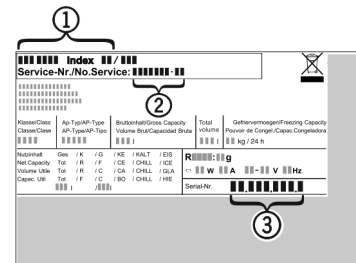 1
Index /
Service-Nr./No.Service: -
2
Klasse/Class Ap-Typ/AP-Type Bruttoinhalt/Gross Capacity Total Gefriervermoegen/Freezing Capacity
Classe/Clase AP-Type/AP-Tipo Volume Brut/Capacidad Bruta volume Pouvoir de Congel./Capac.Congeladora
l l kg / 24 h
Nutzinhalt Ges / K / G / KE / KALT / EIS
Net Kapacity Tot / R / F / CE / CHILL / ICE
Volume Utile Tot / R / C / CA / CHILL / GLA
Capac. Util Tot / F / C / BO / CHILL / HIE
l / l
R : g
W A - V Hz
Serial-Nr. . . .
3